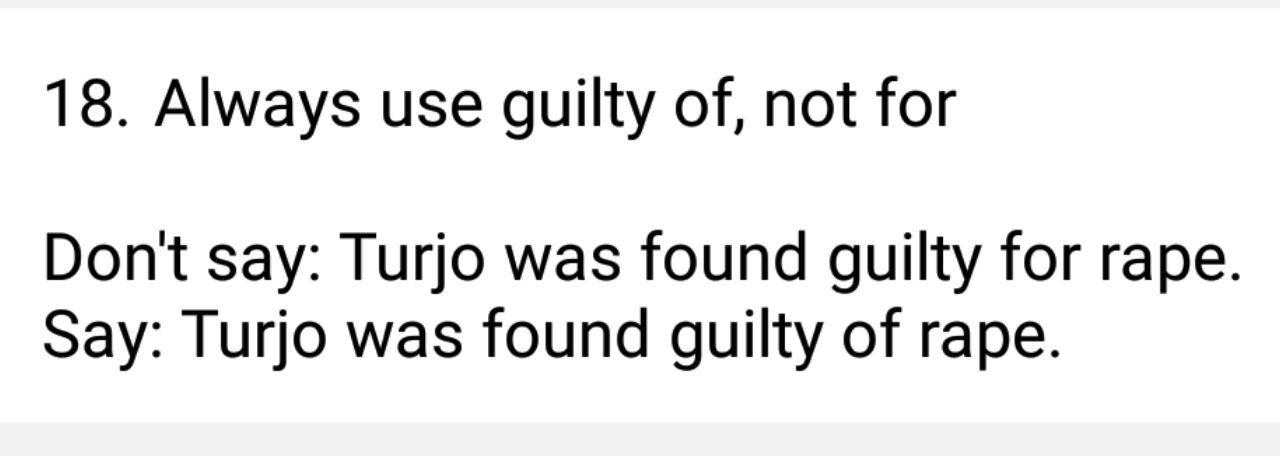 18. Always use guilty of, not for
Don't say: Turjo was found guilty for rape.
Say: Turjo was found guilty of rape.